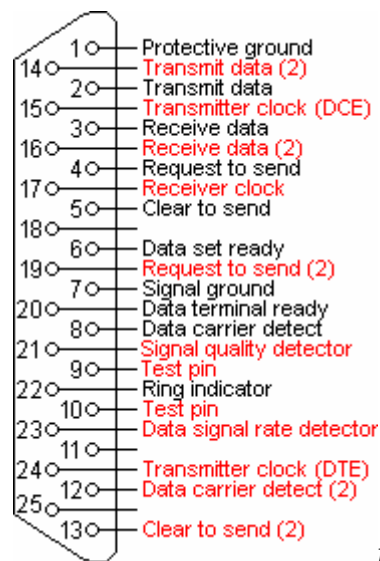 1 Protective ground
14 Transmit data (2)
2 Transmit data
15 Transmitter clock (DCE)
3 Receive data
16 Receive data (2)
4 Request to send
17 Receiver clock
5 Clear to send
18
6 Data set ready
19 Request to send (2)
7 Signal ground
20 Data terminal ready
8 Data carrier detect
21 Signal quality detector
9 Test pin
22 Ring indicator
10 Test pin
23 Data signal rate detector
11
24 Transmitter clock (DTE)
12 Data carrier detect (2)
25
13 Clear to send (2)